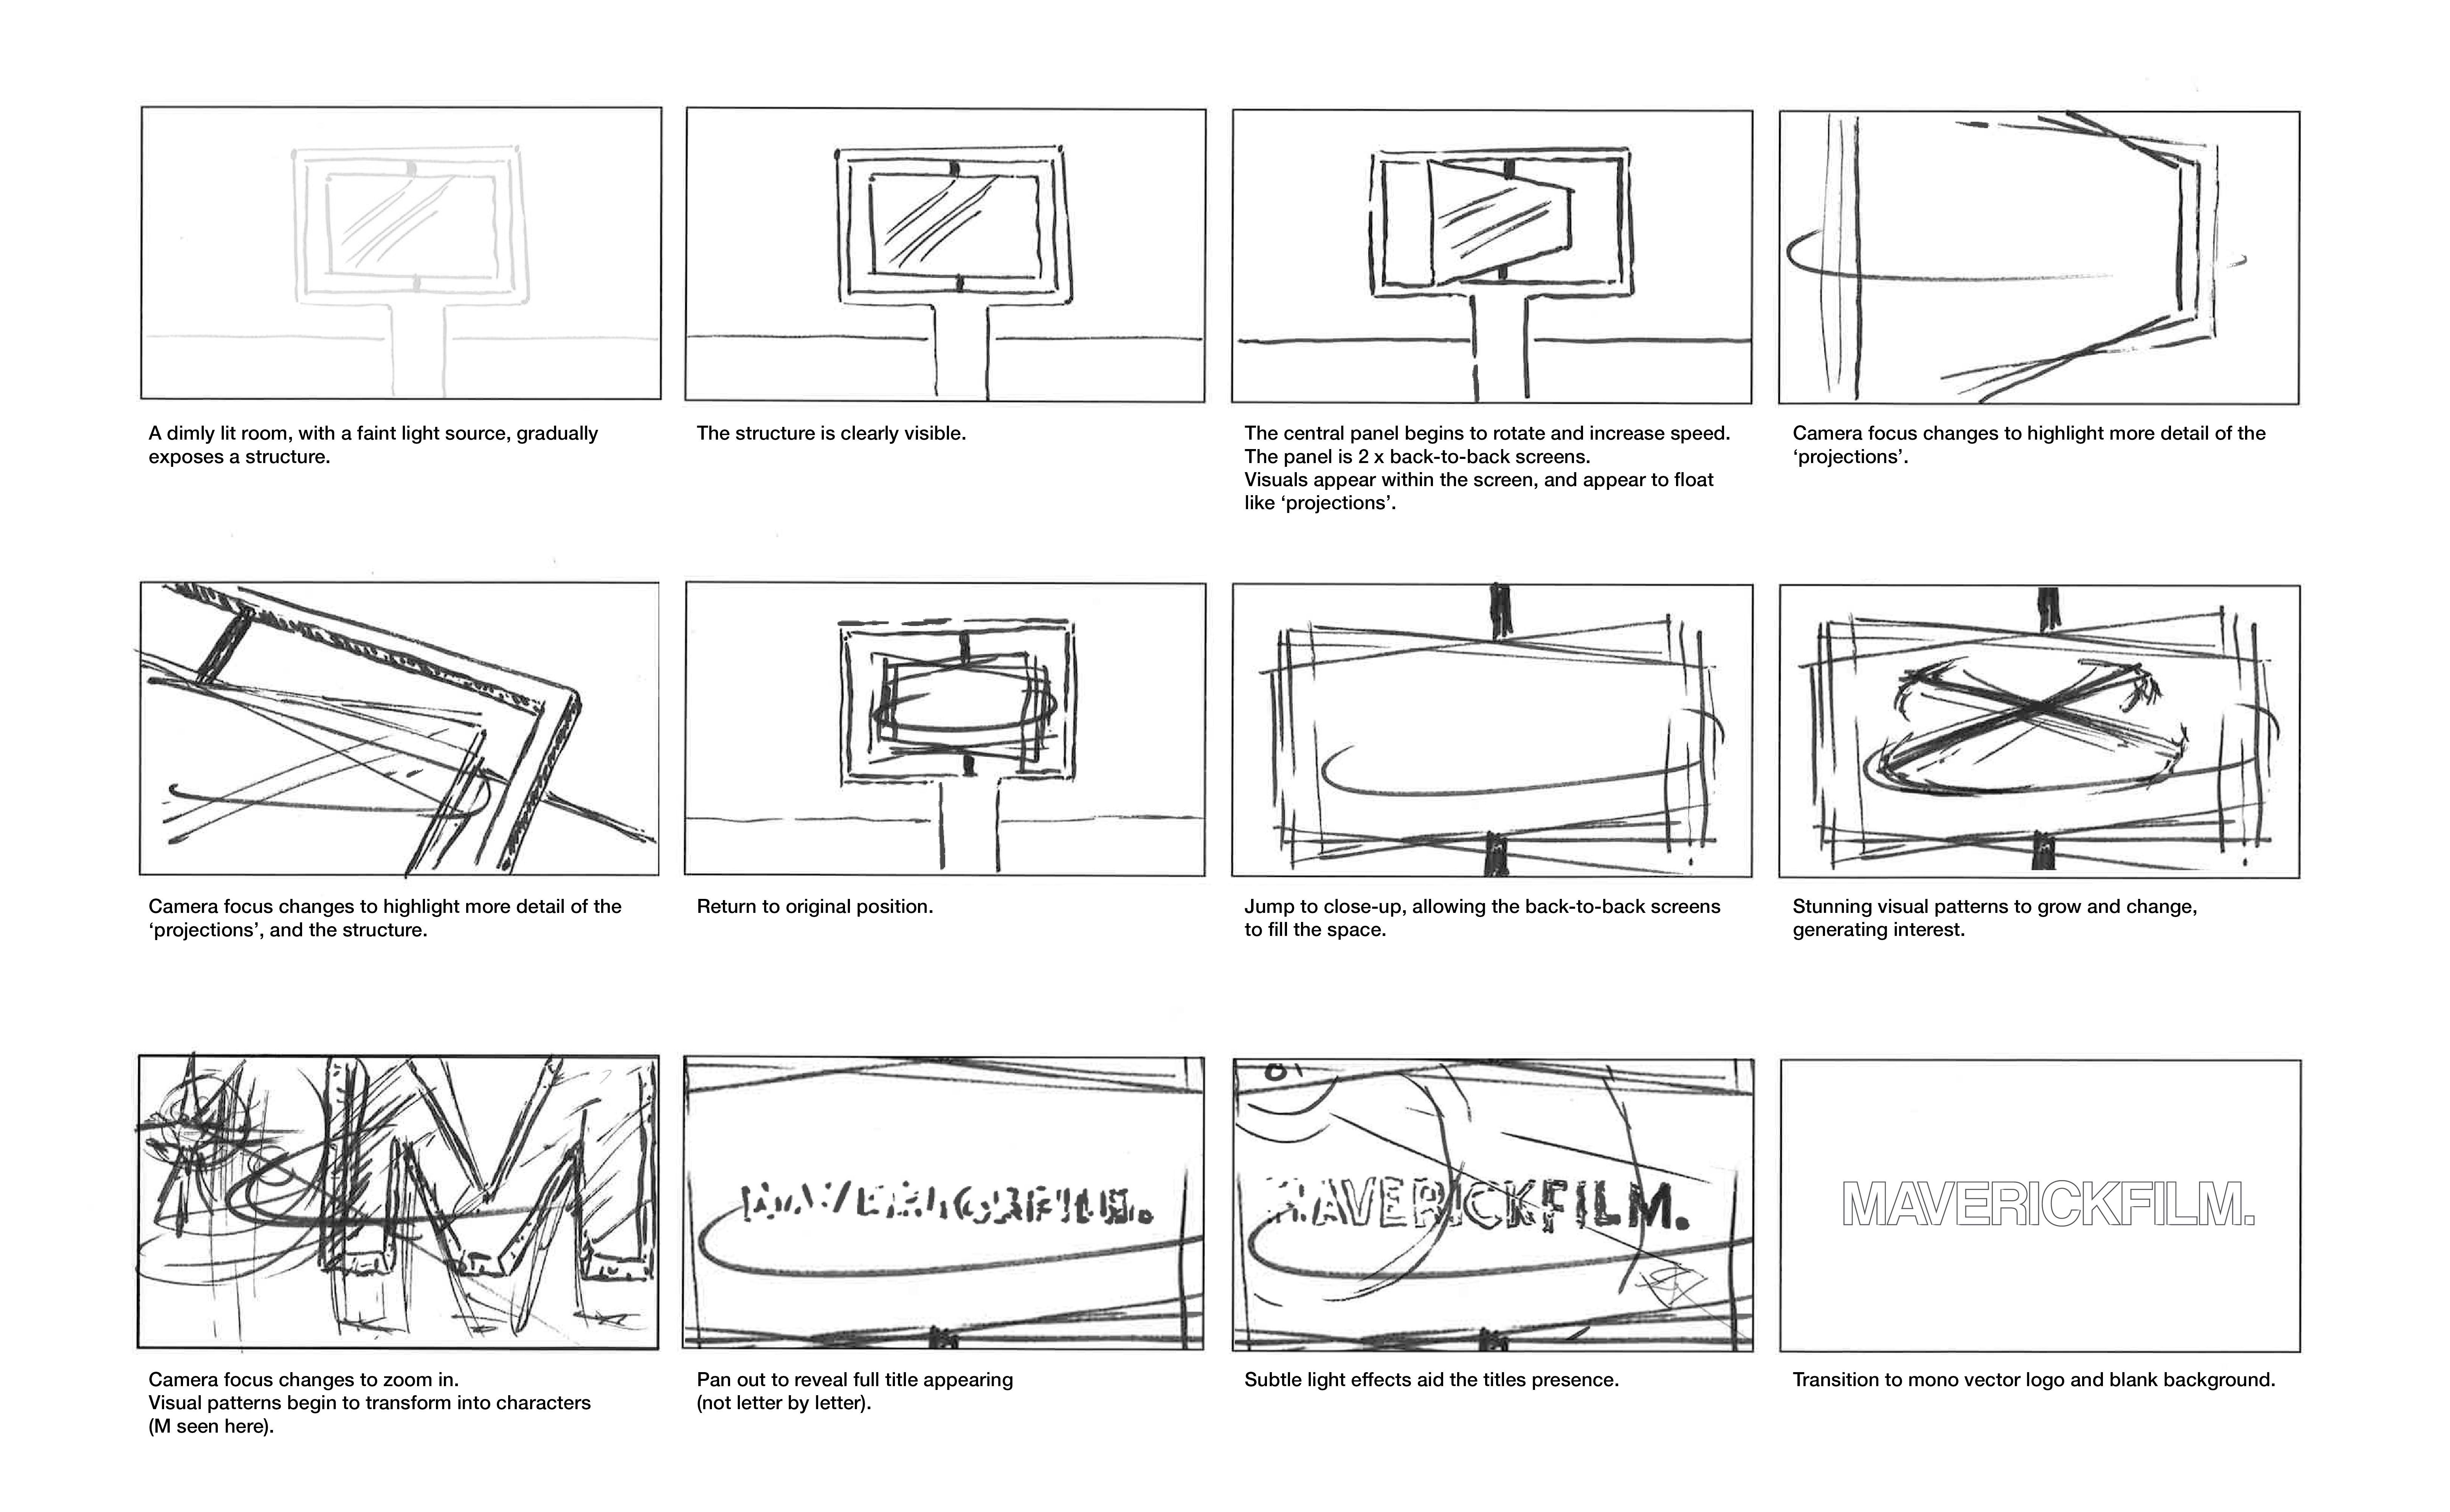 A dimly lit room, with a faint light source, gradually
exposes a structure.
The structure is clearly visible.
The central panel begins to rotate and increase speed.
The panel is 2 x back-to-back screens.
Visuals appear within the screen, and appear to float
like ‘projections’.
Camera focus changes to highlight more detail of the
‘projections’.
Camera focus changes to highlight more detail of the
‘projections’, and the structure.
Return to original position.
Jump to close-up, allowing the back-to-back screens
to fill the space.
Stunning visual patterns to grow and change,
generating interest.
M
Camera focus changes to zoom in.
Visual patterns begin to transform into characters
(M seen here).
MAVERICKFILM.
Pan out to reveal full title appearing
(not letter by letter).
MAVERICKFILM.
Subtle light effects aid the titles presence.
MAVERICKFILM.
Transition to mono vector logo and blank background.